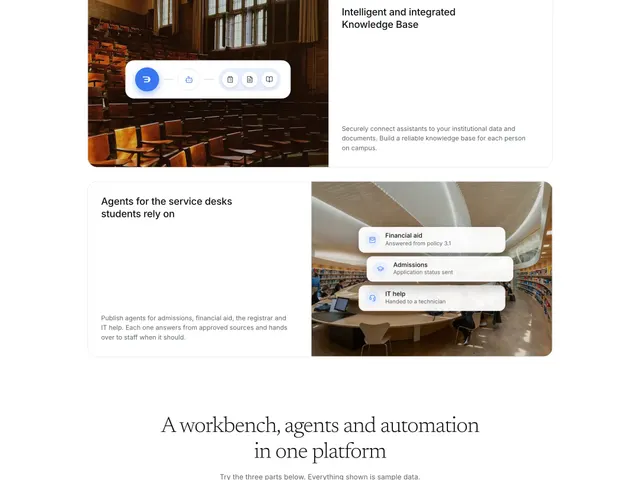 Intelligent and integrated
Knowledge Base
Securely connect assistants to your institutional data and
documents. Build a reliable knowledge base for each person
on campus.
Agents for the service desks
students rely on
Publish agents for admissions, financial aid, the registrar and
IT help. Each one answers from approved sources and hands
over to staff when it should.
Financial aid
Answered from policy 3.1
Admissions
Application status sent
IT help
Handed to a technician
A workbench, agents and automation
in one platform
Try the three parts below. Everything shown is sample data.